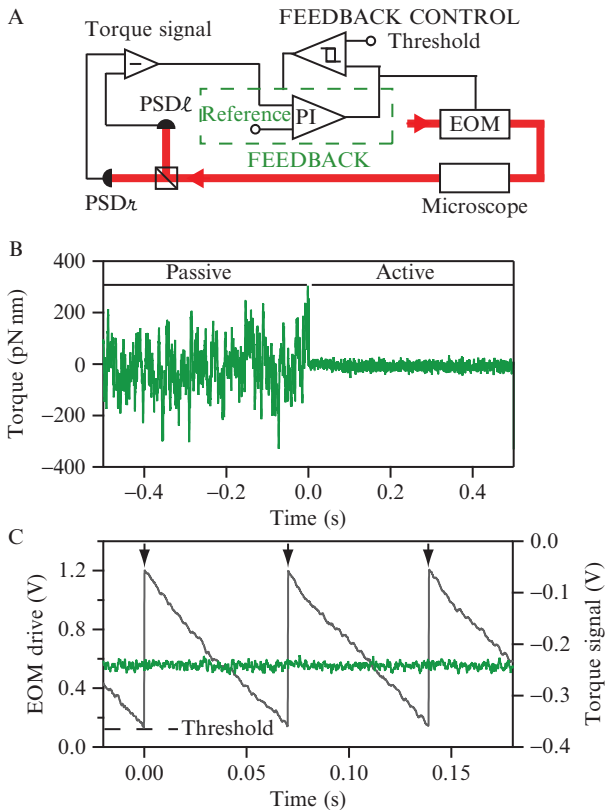 A
FEEDBACK CONTROL
Torque signal
Threshold
−
PSDℓ
Reference
PI
EOM
FEEDBACK
PSDr
Microscope
B
400
200
0
−200
−400
Torque (pN nm)
Passive
Active
−0.4
−0.2
0.0
0.2
0.4
Time (s)
C
1.2
0.8
0.4
0.0
EOM drive (V)
0.0
−0.1
−0.2
−0.3
−0.4
Torque signal (V)
Threshold
0.00
0.05
0.10
0.15
Time (s)